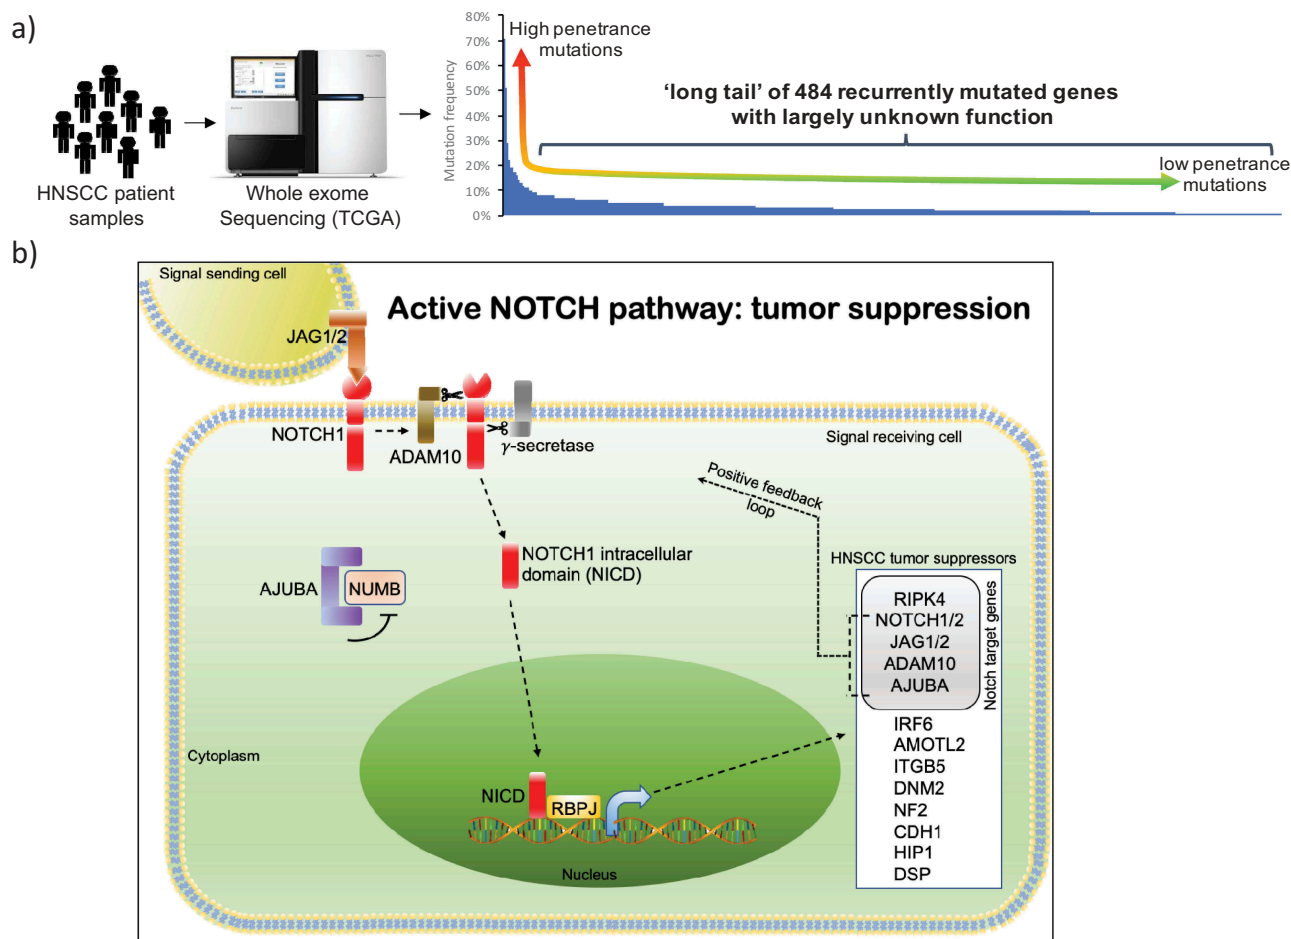 a)
HNSCC patient
samples
Whole exome
Sequencing (TCGA)
Mutation frequency
80%
70%
60%
50%
40%
30%
20%
10%
0%
High penetrance
mutations
‘long tail’ of 484 recurrently mutated genes
with largely unknown function
low penetrance
mutations
b)
Signal sending cell
Active NOTCH pathway: tumor suppression
JAG1/2
NOTCH1
ADAM10
γ-secretase
Signal receiving cell
Positive feedback
loop
NOTCH1 intracellular
domain (NICD)
AJUBA
NUMB
HNSCC tumor suppressors
RIPK4
NOTCH1/2
JAG1/2
ADAM10
AJUBA
Notch target genes
IRF6
AMOTL2
ITGB5
DNM2
NF2
CDH1
HIP1
DSP
Cytoplasm
NICD
RBPJ
Nucleus